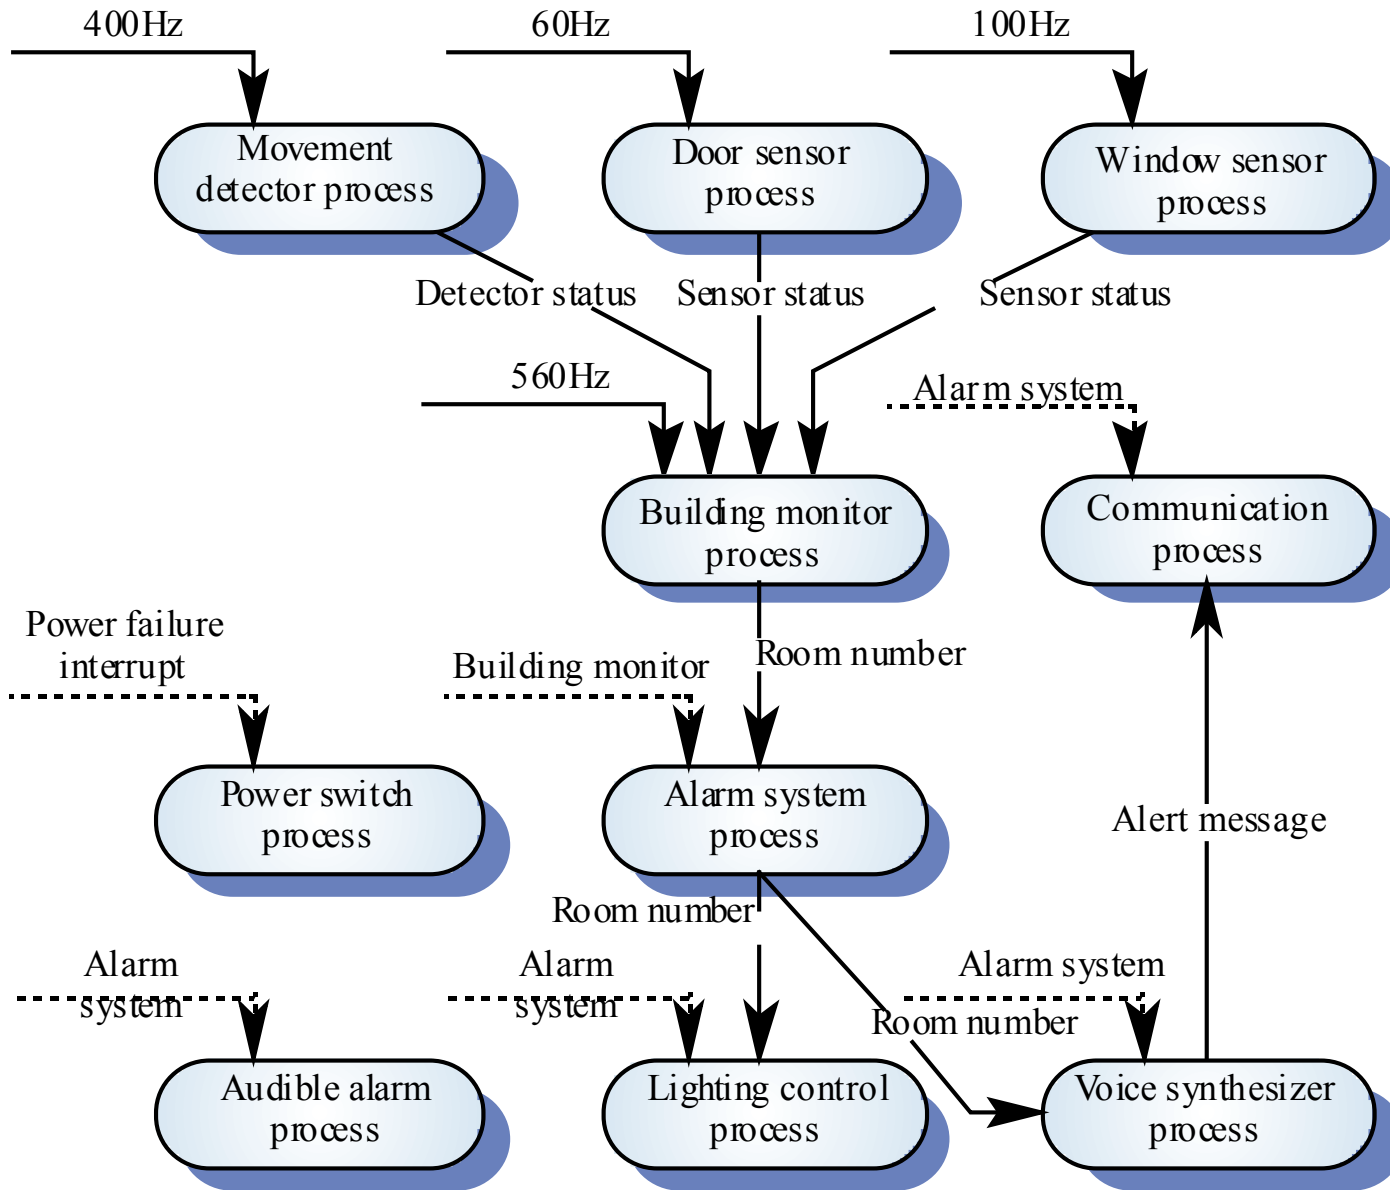 400Hz
60Hz
100Hz
Movement
detector process
Door sensor
process
Window sensor
process
Detector status
Sensor status
Sensor status
560Hz
Alarm system
Building monitor
process
Communication
process
Power failure
interrupt
Building monitor
Room number
Power switch
process
Alarm system
process
Alert message
Room number
Alarm
system
Alarm
system
Alarm system
Room number
Audible alarm
process
Lighting control
process
Voice synthesizer
process